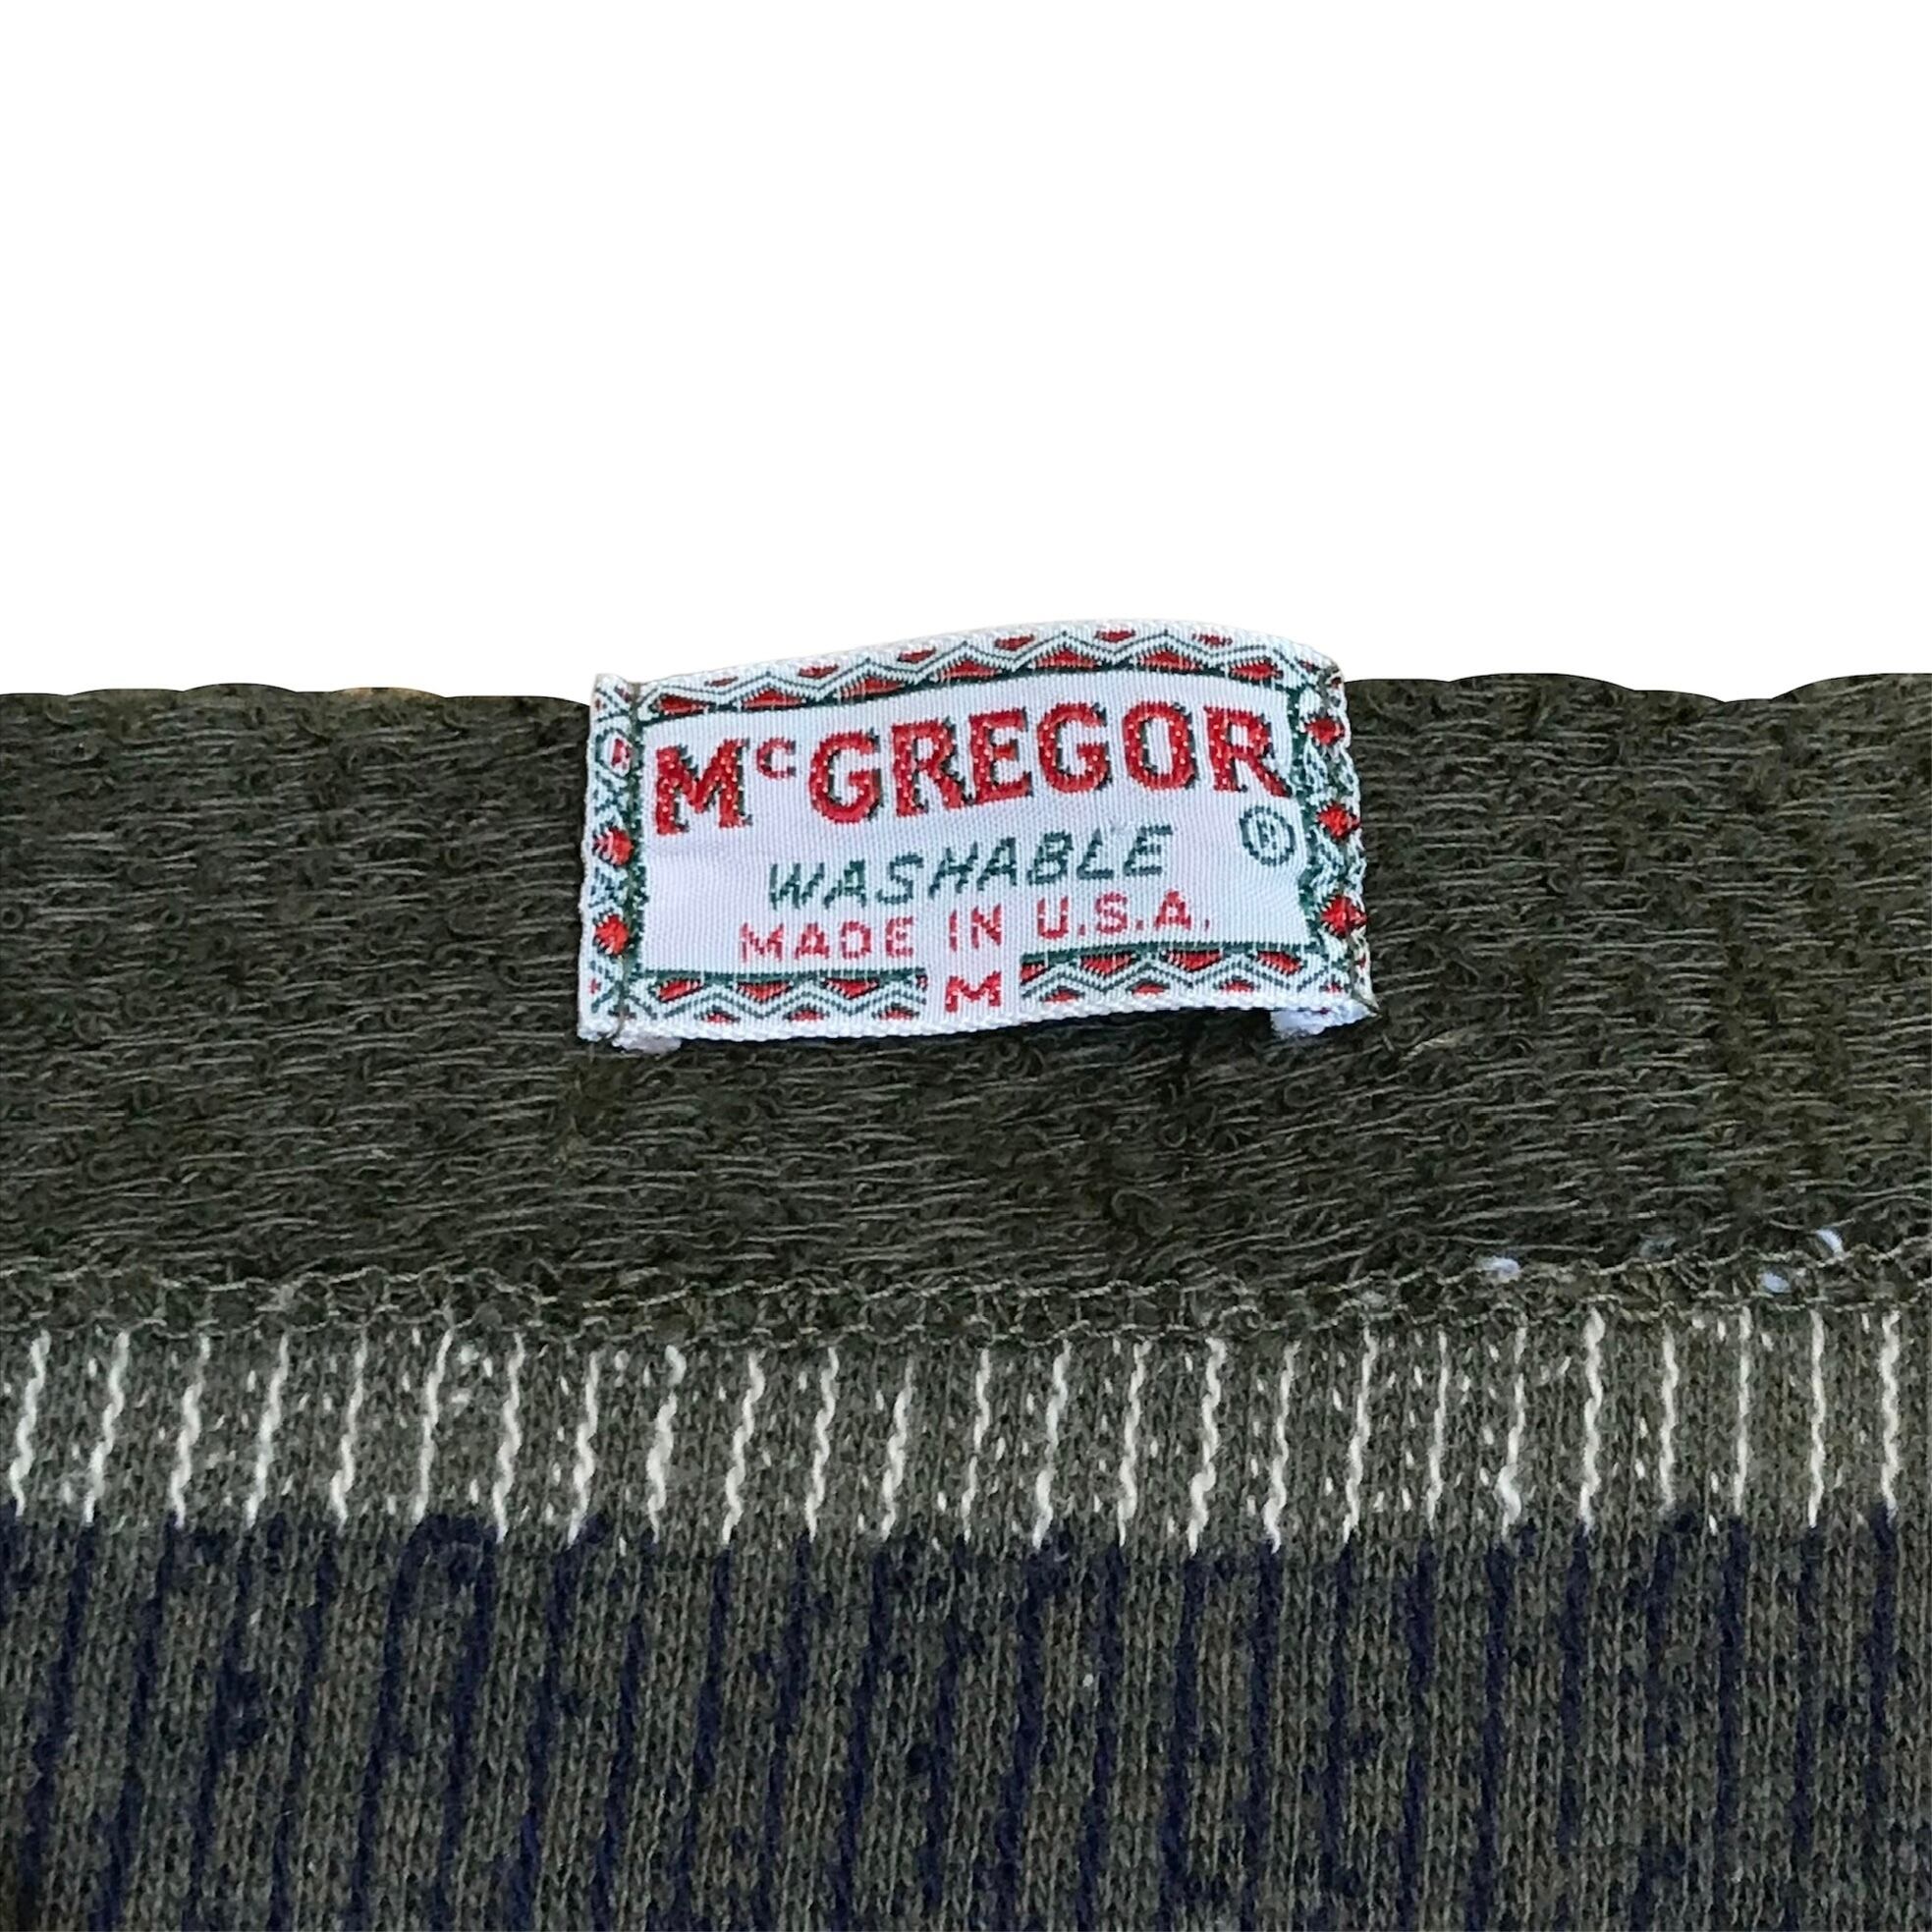 McGREGOR
WASHABLE ®
MADE IN U.S.A.
M